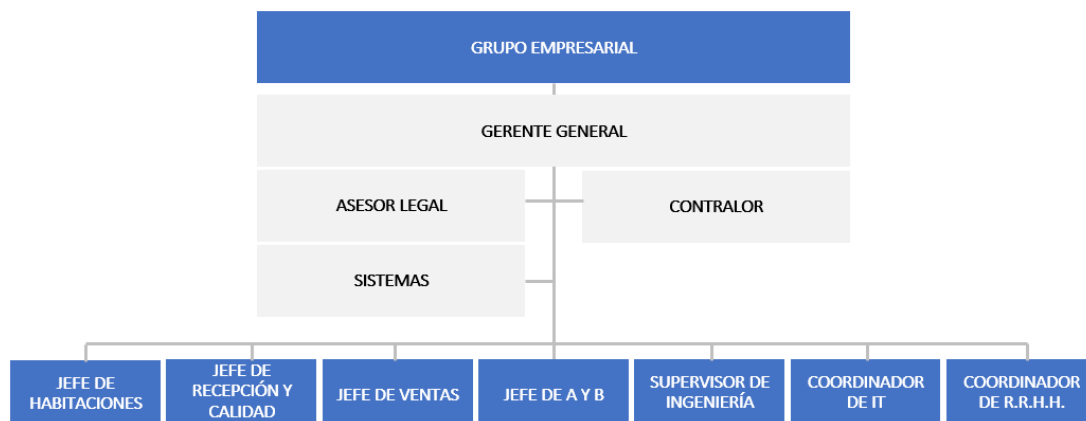 GRUPO EMPRESARIAL
GERENTE GENERAL
ASESOR LEGAL
CONTRALOR
SISTEMAS
JEFE DE
HABITACIONES
JEFE DE
RECEPCIÓN Y
CALIDAD
JEFE DE VENTAS
JEFE DE A Y B
SUPERVISOR DE
INGENIERÍA
COORDINADOR
DE IT
COORDINADOR
DE R.R.H.H.